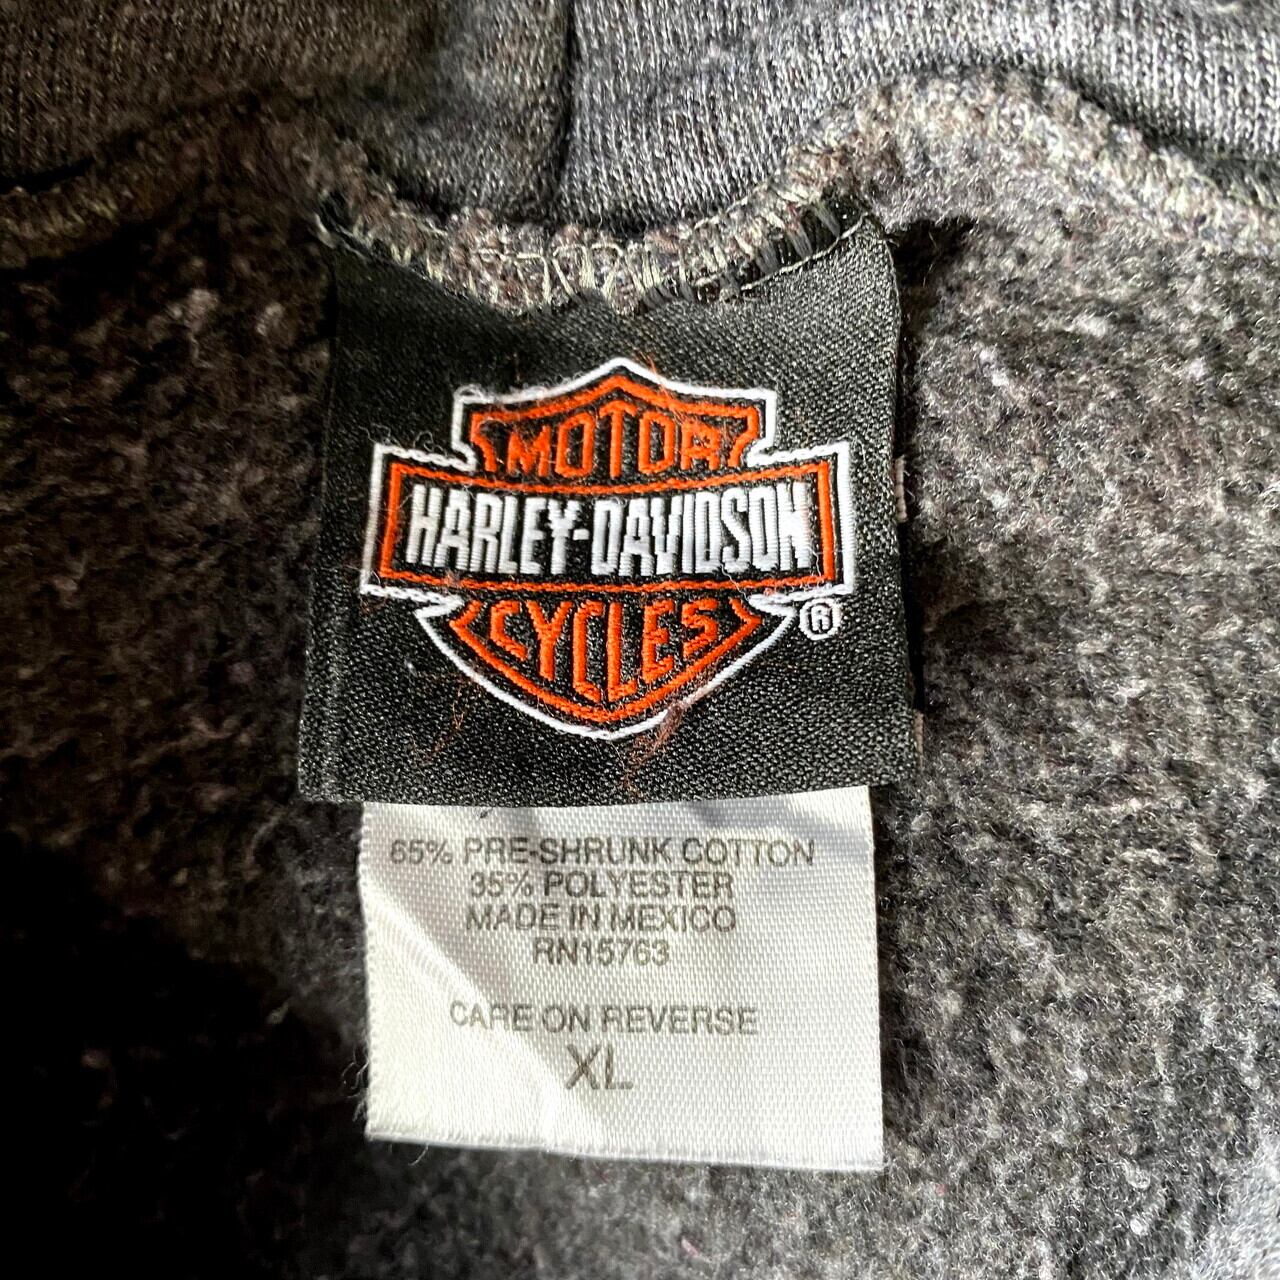 MOTOR
HARLEY-DAVIDSON
CYCLES
®
65% PRE-SHRUNK COTTON
35% POLYESTER
MADE IN MEXICO
RN15763
CARE ON REVERSE
XL